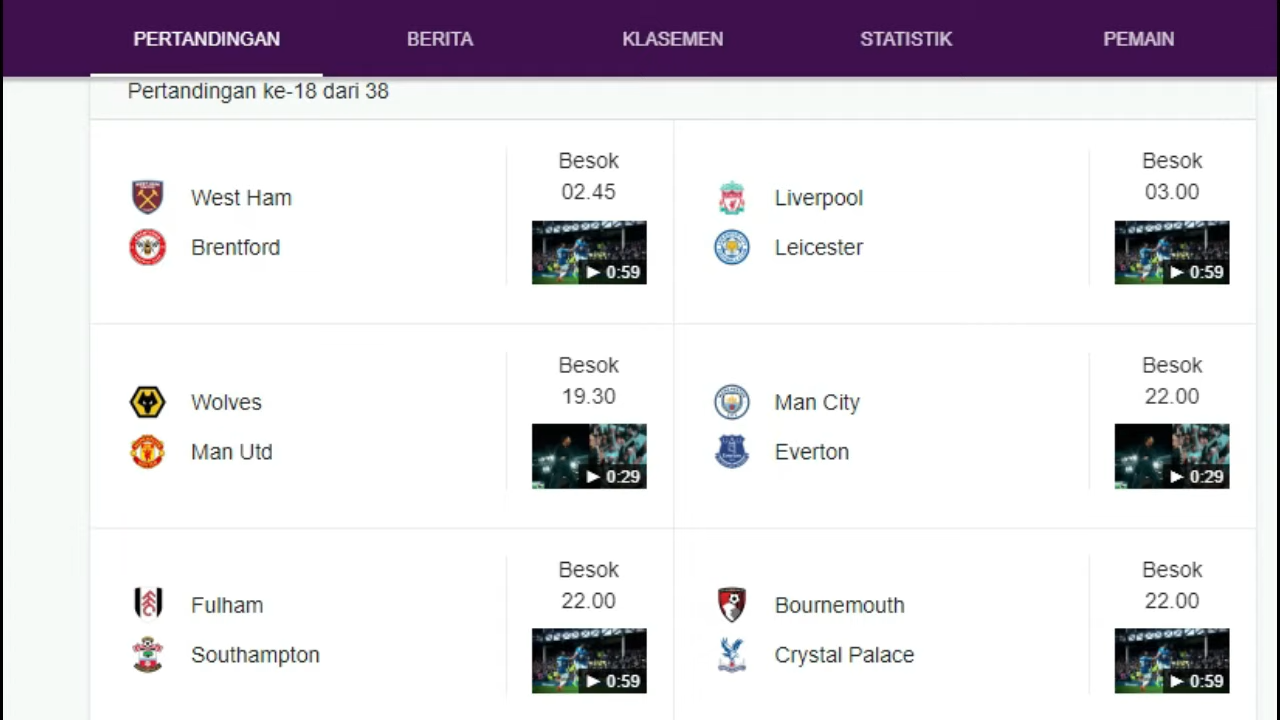 PERTANDINGAN BERITA KLASEMEN STATISTIK PEMAIN
Pertandingan ke-18 dari 38
West Ham
Brentford
Besok
02.45
0:59
Liverpool
Leicester
Besok
03.00
0:59
Wolves
Man Utd
Besok
19.30
0:29
Man City
Everton
Besok
22.00
0:29
Fulham
Southampton
Besok
22.00
0:59
Bournemouth
Crystal Palace
Besok
22.00
0:59